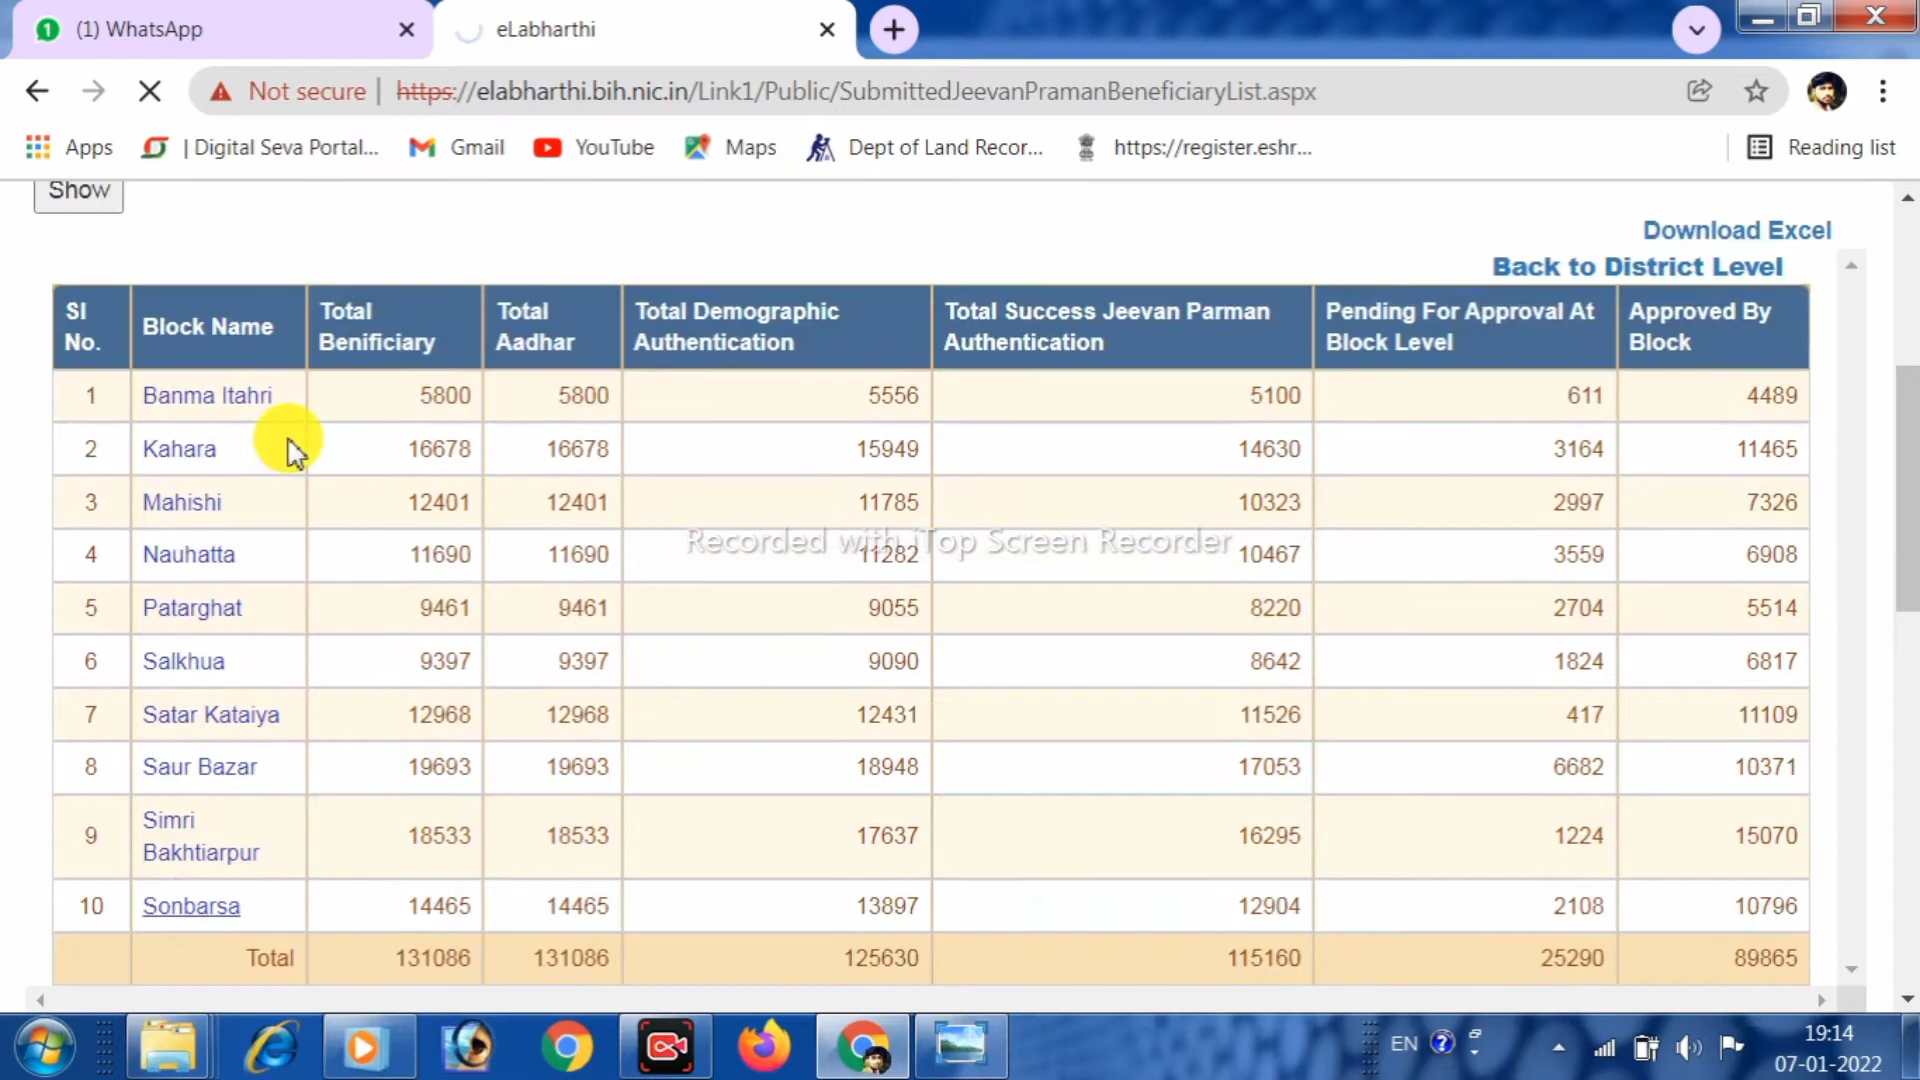 1 (1) WhatsApp eLabharthi
Not secure | https://elabharthi.bih.nic.in/Link1/Public/SubmittedJeevanPramanBeneficiaryList.aspx
Apps | Digital Seva Portal... Gmail YouTube Maps Dept of Land Recor... https://register.eshr... Reading list
Show
Download Excel
Back to District Level
Sl No. Block Name Total Benificiary Total Aadhar Total Demographic Authentication Total Success Jeevan Parman Authentication Pending For Approval At Block Level Approved By Block
1 Banma Itahri 5800 5800 5556 5100 611 4489
2 Kahara 16678 16678 15949 14630 3164 11465
3 Mahishi 12401 12401 11785 10323 2997 7326
Recorded with iTop Screen Recorder
4 Nauhatta 11690 11690 11282 10467 3559 6908
5 Patarghat 9461 9461 9055 8220 2704 5514
6 Salkhua 9397 9397 9090 8642 1824 6817
7 Satar Kataiya 12968 12968 12431 11526 417 11109
8 Saur Bazar 19693 19693 18948 17053 6682 10371
9 Simri Bakhtiarpur 18533 18533 17637 16295 1224 15070
10 Sonbarsa 14465 14465 13897 12904 2108 10796
Total 131086 131086 125630 115160 25290 89865
EN 19:14
07-01-2022